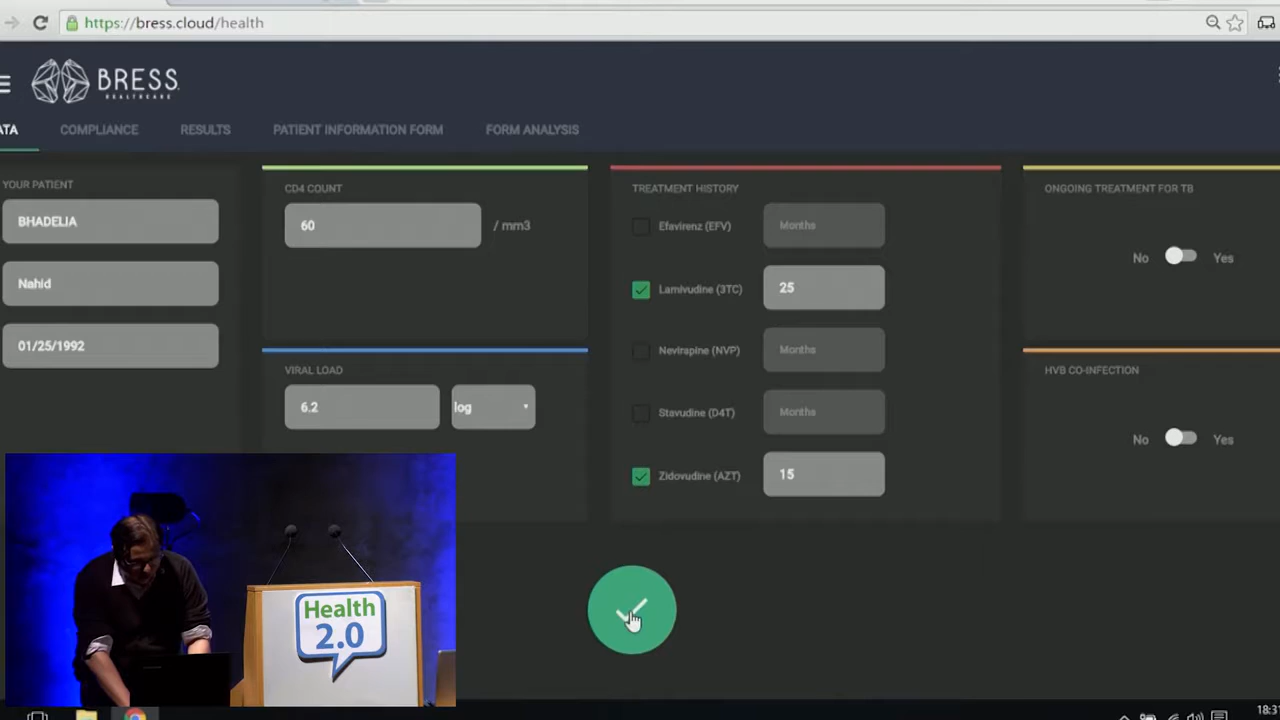 https://bress.cloud/health
BRESS
HEALTHCARE
ATA
COMPLIANCE
RESULTS
PATIENT INFORMATION FORM
FORM ANALYSIS
YOUR PATIENT
BHADELIA
Nahid
01/25/1992
CD4 COUNT
60 / mm3
VIRAL LOAD
6.2 log
TREATMENT HISTORY
Efavirenz (EFV) Months
Lamivudine (3TC) 25
Nevirapine (NVP) Months
Stavudine (D4T) Months
Zidovudine (AZT) 15
ONGOING TREATMENT FOR TB
No Yes
HVB CO-INFECTION
No Yes
Health
2.0
18:31